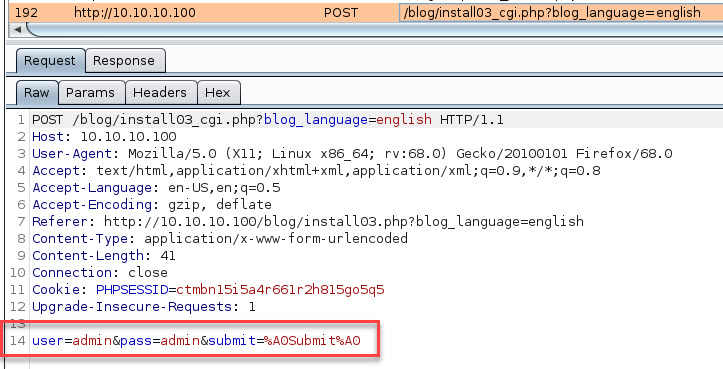 192 http://10.10.10.100 POST /blog/install03_cgi.php?blog_language=english
Request Response
Raw Params Headers Hex
1 POST /blog/install03_cgi.php?blog_language=english HTTP/1.1
2 Host: 10.10.10.100
3 User-Agent: Mozilla/5.0 (X11; Linux x86_64; rv:68.0) Gecko/20100101 Firefox/68.0
4 Accept: text/html,application/xhtml+xml,application/xml;q=0.9,*/*;q=0.8
5 Accept-Language: en-US,en;q=0.5
6 Accept-Encoding: gzip, deflate
7 Referer: http://10.10.10.100/blog/install03.php?blog_language=english
8 Content-Type: application/x-www-form-urlencoded
9 Content-Length: 41
10 Connection: close
11 Cookie: PHPSESSID=ctmbn15i5a4r661r2h815go5q5
12 Upgrade-Insecure-Requests: 1
13
14 user=admin&pass=admin&submit=%A0Submit%A0